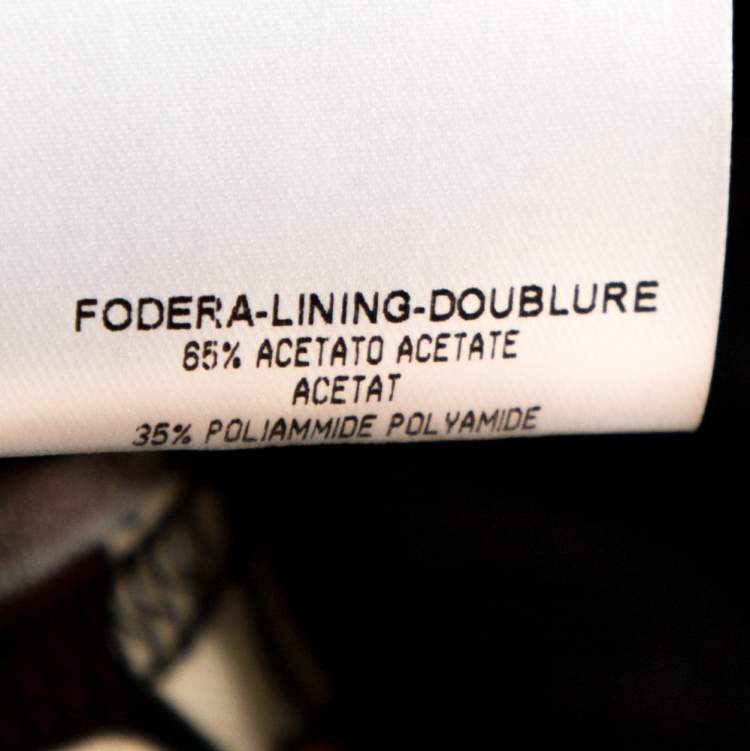 FODERA-LINING-DOUBLURE
65% ACETATO ACETATE
ACETAT
35% POLIAMMIDE POLYAMIDE